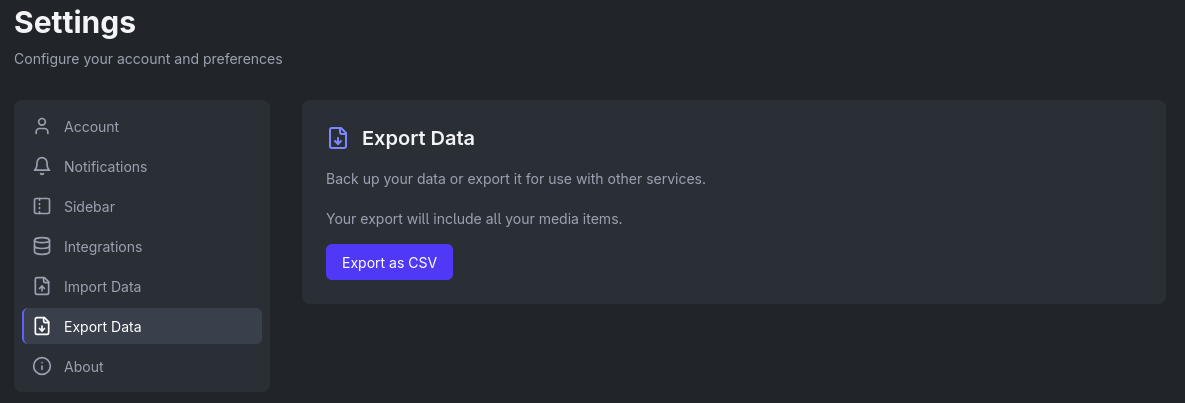 Settings
Configure your account and preferences
Account
Notifications
Sidebar
Integrations
Import Data
Export Data
About
Export Data
Back up your data or export it for use with other services.
Your export will include all your media items.
Export as CSV